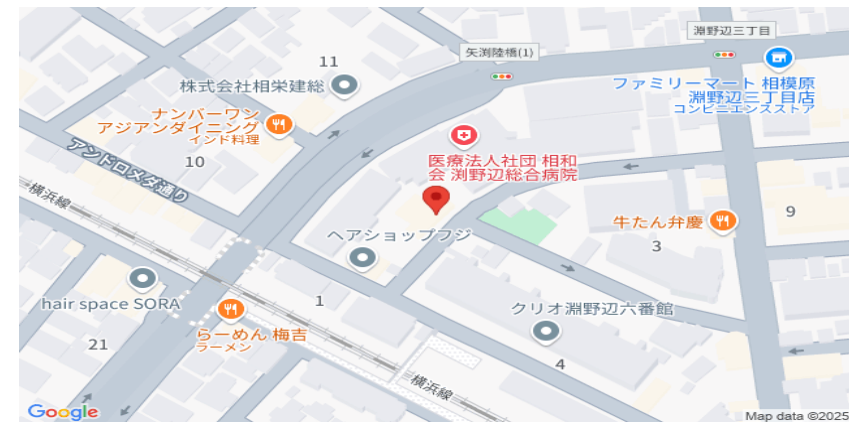 淵野辺三丁目
矢渕陸橋(1)
11
株式会社相栄建総
ファミリーマート 相模原
淵野辺三丁目店
コンビニエンスストア
ナンバーワン
アジアンダイニング
インド料理
医療法人社団 相和
会 渕野辺総合病院
アンドロメダ通り
10
横浜線
牛たん弁慶
9
3
ヘアショップフジ
hair space SORA
1
クリオ淵野辺六番館
らーめん 梅吉
ラーメン
21
4
横浜線
Google
Map data ©2025